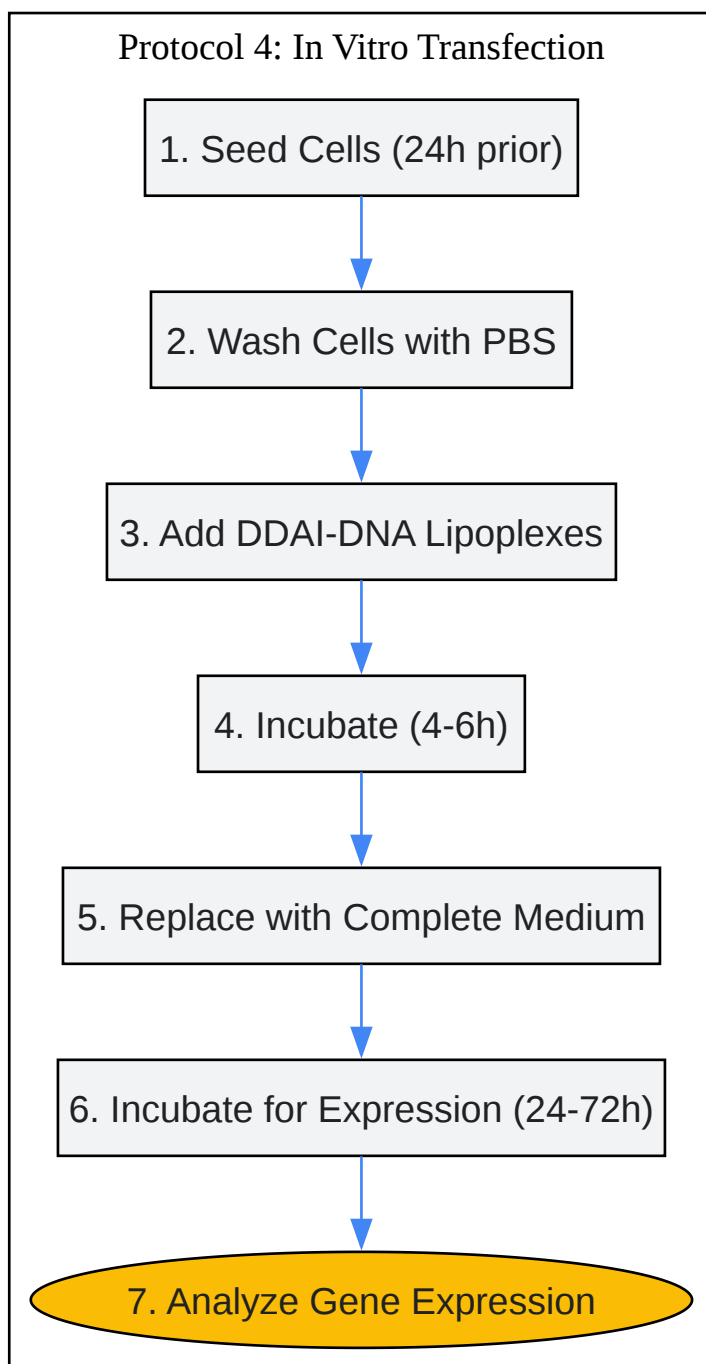 Protocol 4: In Vitro Transfection
1. Seed Cells (24h prior)
2. Wash Cells with PBS
3. Add DDAI-DNA Lipoplexes
4. Incubate (4-6h)
5. Replace with Complete Medium
6. Incubate for Expression (24-72h)
7. Analyze Gene Expression